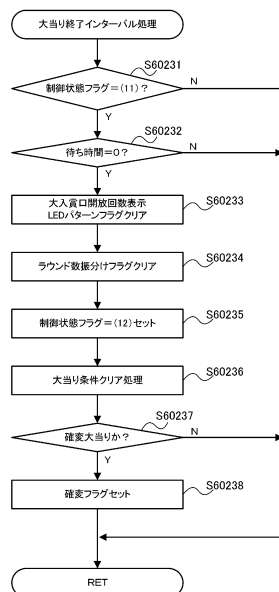 大当り終了インターバル処理
S60231
制御状態フラグ=(11)?
N
Y
S60232
待ち時間=0?
N
Y
大入賞口開放回数表示
LEDパターンフラグクリア
S60233
ラウンド数振分けフラグクリア
S60234
制御状態フラグ=(12)セット
S60235
大当り条件クリア処理
S60236
S60237
確変大当りか?
N
Y
確変フラグセット
S60238
RET